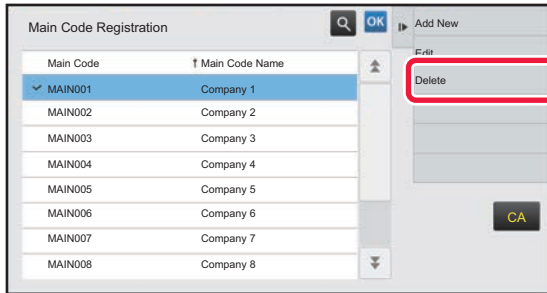 Main Code Registration
OK
Add New
Edit
Delete
Main Code
Main Code Name
MAIN001 Company 1
MAIN002 Company 2
MAIN003 Company 3
MAIN004 Company 4
MAIN005 Company 5
MAIN006 Company 6
MAIN007 Company 7
MAIN008 Company 8
CA